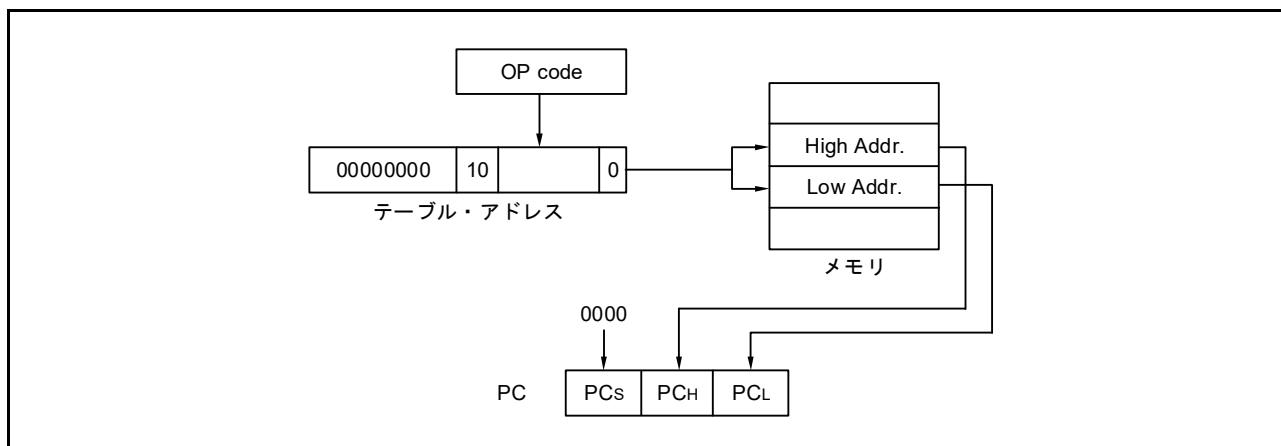 OP code
00000000 10 0
テーブル・アドレス
High Addr.
Low Addr.
メモリ
0000
PC PCS PCH PCL